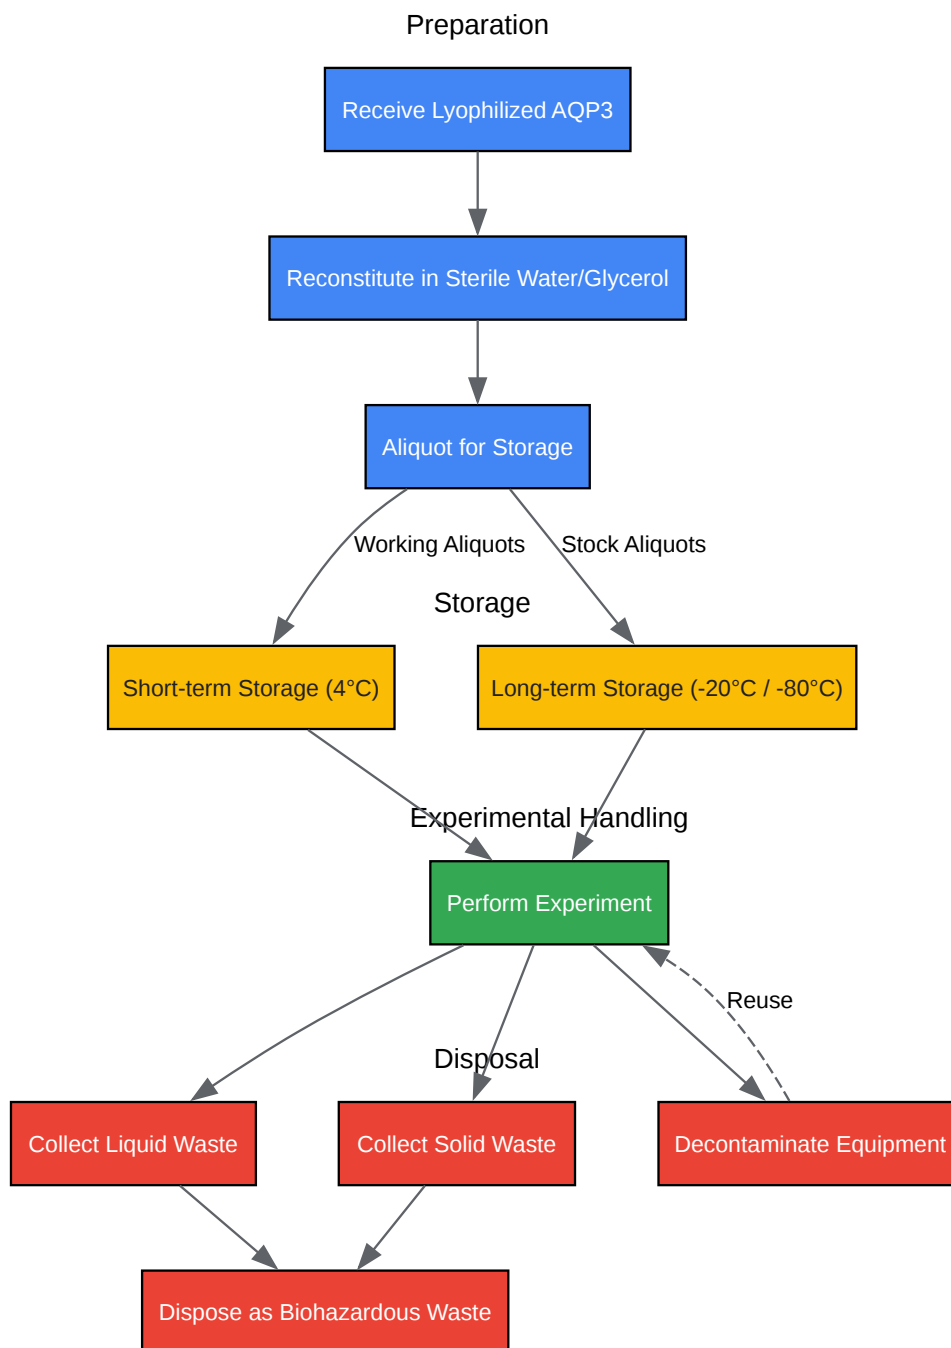 Preparation
Receive Lyophilized AQP3
Reconstitute in Sterile Water/Glycerol
Aliquot for Storage
Working Aliquots
Stock Aliquots
Storage
Short-term Storage (4°C)
Long-term Storage (-20°C / -80°C)
Experimental Handling
Perform Experiment
Reuse
Disposal
Collect Liquid Waste
Collect Solid Waste
Decontaminate Equipment
Dispose as Biohazardous Waste